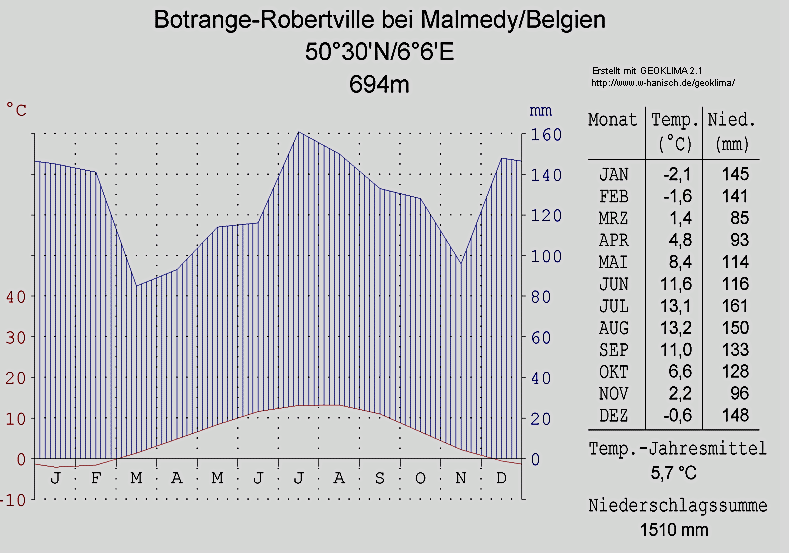 Botrange-Robertville bei Malmedy/Belgien
50°30'N/6°6'E
694m
Erstellt mit GEOKLIMA 2.1
http://www.w-hanisch.de/geoklima/
°C mm
160
140
120
100
40 80
30 60
20 40
10 20
0 0
-10
J F M A M J J A S O N D
Monat Temp. Nied.
(°C) (mm)
JAN -2,1 145
FEB -1,6 141
MRZ 1,4 85
APR 4,8 93
MAI 8,4 114
JUN 11,6 116
JUL 13,1 161
AUG 13,2 150
SEP 11,0 133
OKT 6,6 128
NOV 2,2 96
DEZ -0,6 148
Temp.-Jahresmittel
5,7 °C
Niederschlagssumme
1510 mm